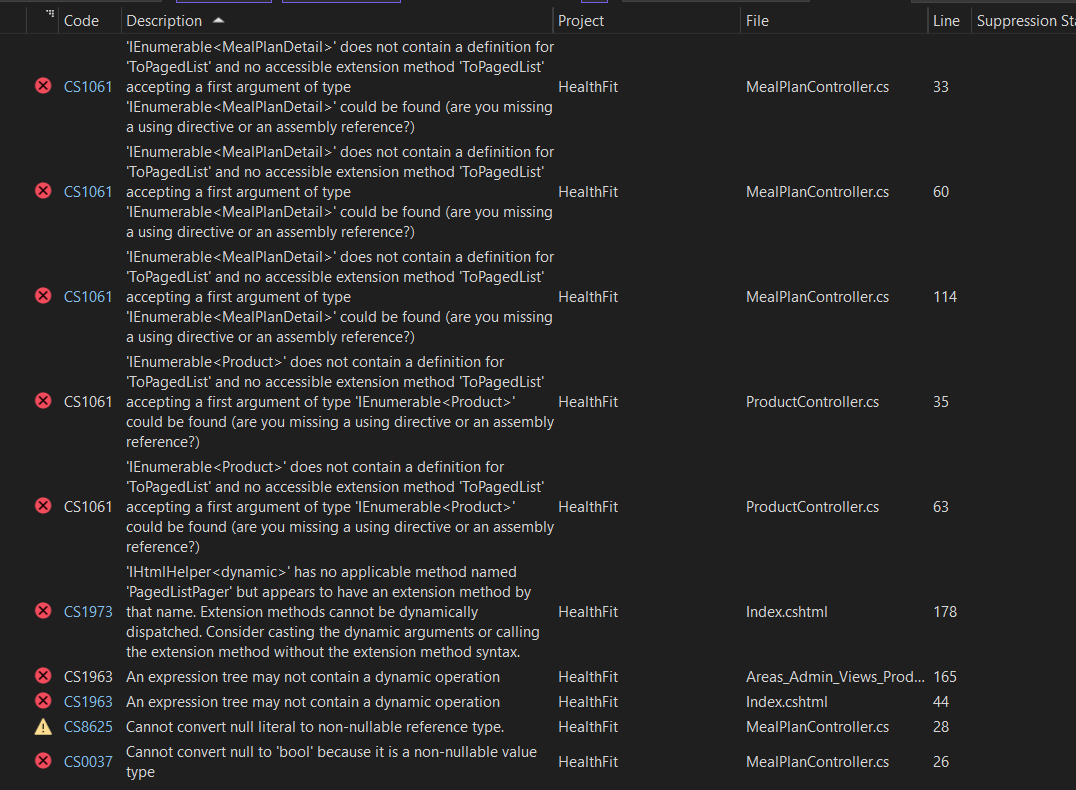 Code Description Project File Line Suppression Sta
'IEnumerable<MealPlanDetail>' does not contain a definition for
'ToPagedList' and no accessible extension method 'ToPagedList'
CS1061 accepting a first argument of type HealthFit MealPlanController.cs 33
'IEnumerable<MealPlanDetail>' could be found (are you missing
a using directive or an assembly reference?)
'IEnumerable<MealPlanDetail>' does not contain a definition for
'ToPagedList' and no accessible extension method 'ToPagedList'
CS1061 accepting a first argument of type HealthFit MealPlanController.cs 60
'IEnumerable<MealPlanDetail>' could be found (are you missing
a using directive or an assembly reference?)
'IEnumerable<MealPlanDetail>' does not contain a definition for
'ToPagedList' and no accessible extension method 'ToPagedList'
CS1061 accepting a first argument of type HealthFit MealPlanController.cs 114
'IEnumerable<MealPlanDetail>' could be found (are you missing
a using directive or an assembly reference?)
'IEnumerable<Product>' does not contain a definition for
'ToPagedList' and no accessible extension method 'ToPagedList'
CS1061 accepting a first argument of type 'IEnumerable<Product>' HealthFit ProductController.cs 35
could be found (are you missing a using directive or an assembly
reference?)
'IEnumerable<Product>' does not contain a definition for
'ToPagedList' and no accessible extension method 'ToPagedList'
CS1061 accepting a first argument of type 'IEnumerable<Product>' HealthFit ProductController.cs 63
could be found (are you missing a using directive or an assembly
reference?)
'IHtmlHelper<dynamic>' has no applicable method named
'PagedListPager' but appears to have an extension method by
CS1973 that name. Extension methods cannot be dynamically HealthFit Index.cshtml 178
dispatched. Consider casting the dynamic arguments or calling
the extension method without the extension method syntax.
CS1963 An expression tree may not contain a dynamic operation HealthFit Areas_Admin_Views_Prod... 165
CS1963 An expression tree may not contain a dynamic operation HealthFit Index.cshtml 44
CS8625 Cannot convert null literal to non-nullable reference type. HealthFit MealPlanController.cs 28
CS0037 Cannot convert null to 'bool' because it is a non-nullable value HealthFit MealPlanController.cs 26
type